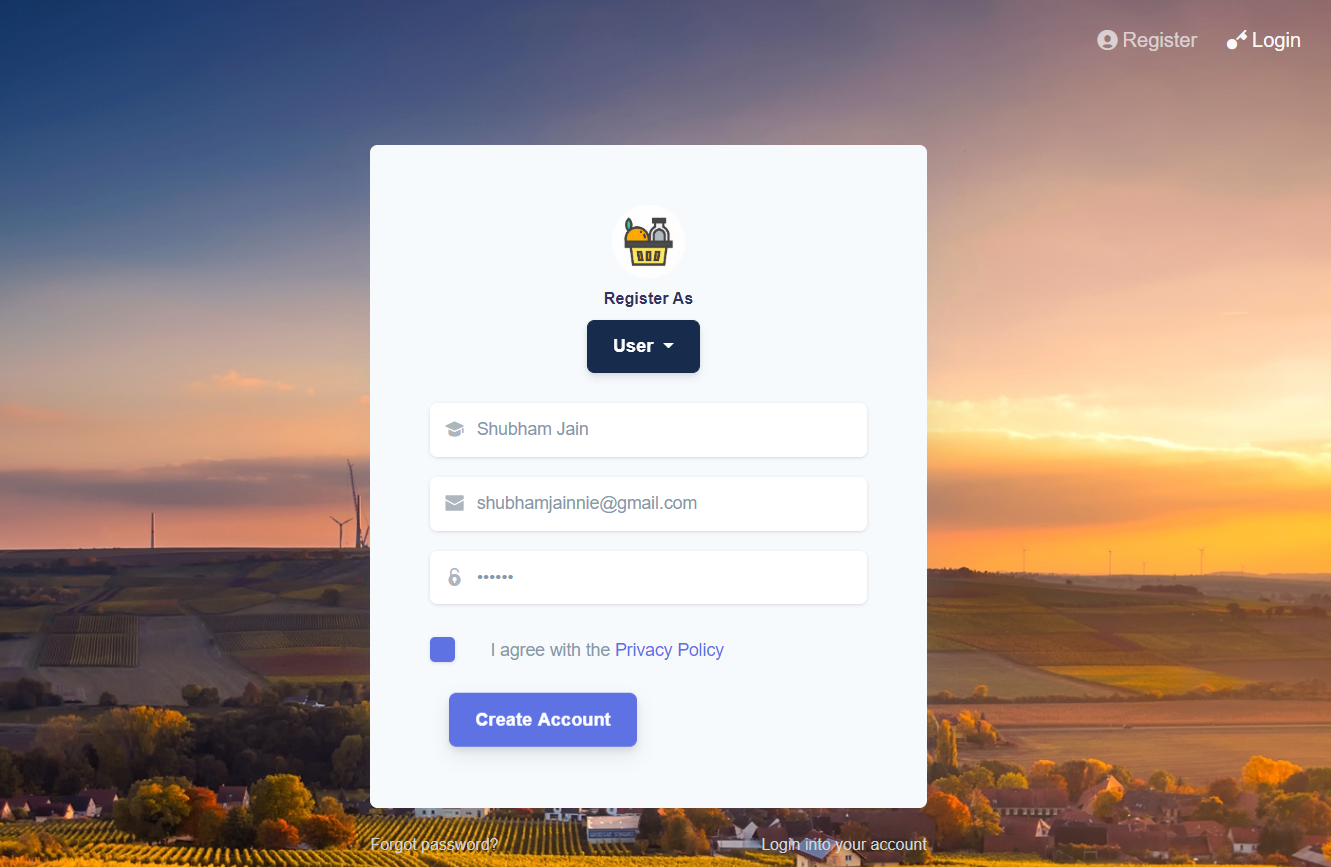 Register
Login
Register As
User
Shubham Jain
shubhamjainnie@gmail.com
••••••
I agree with the Privacy Policy
Create Account
Forgot password?
Login into your account